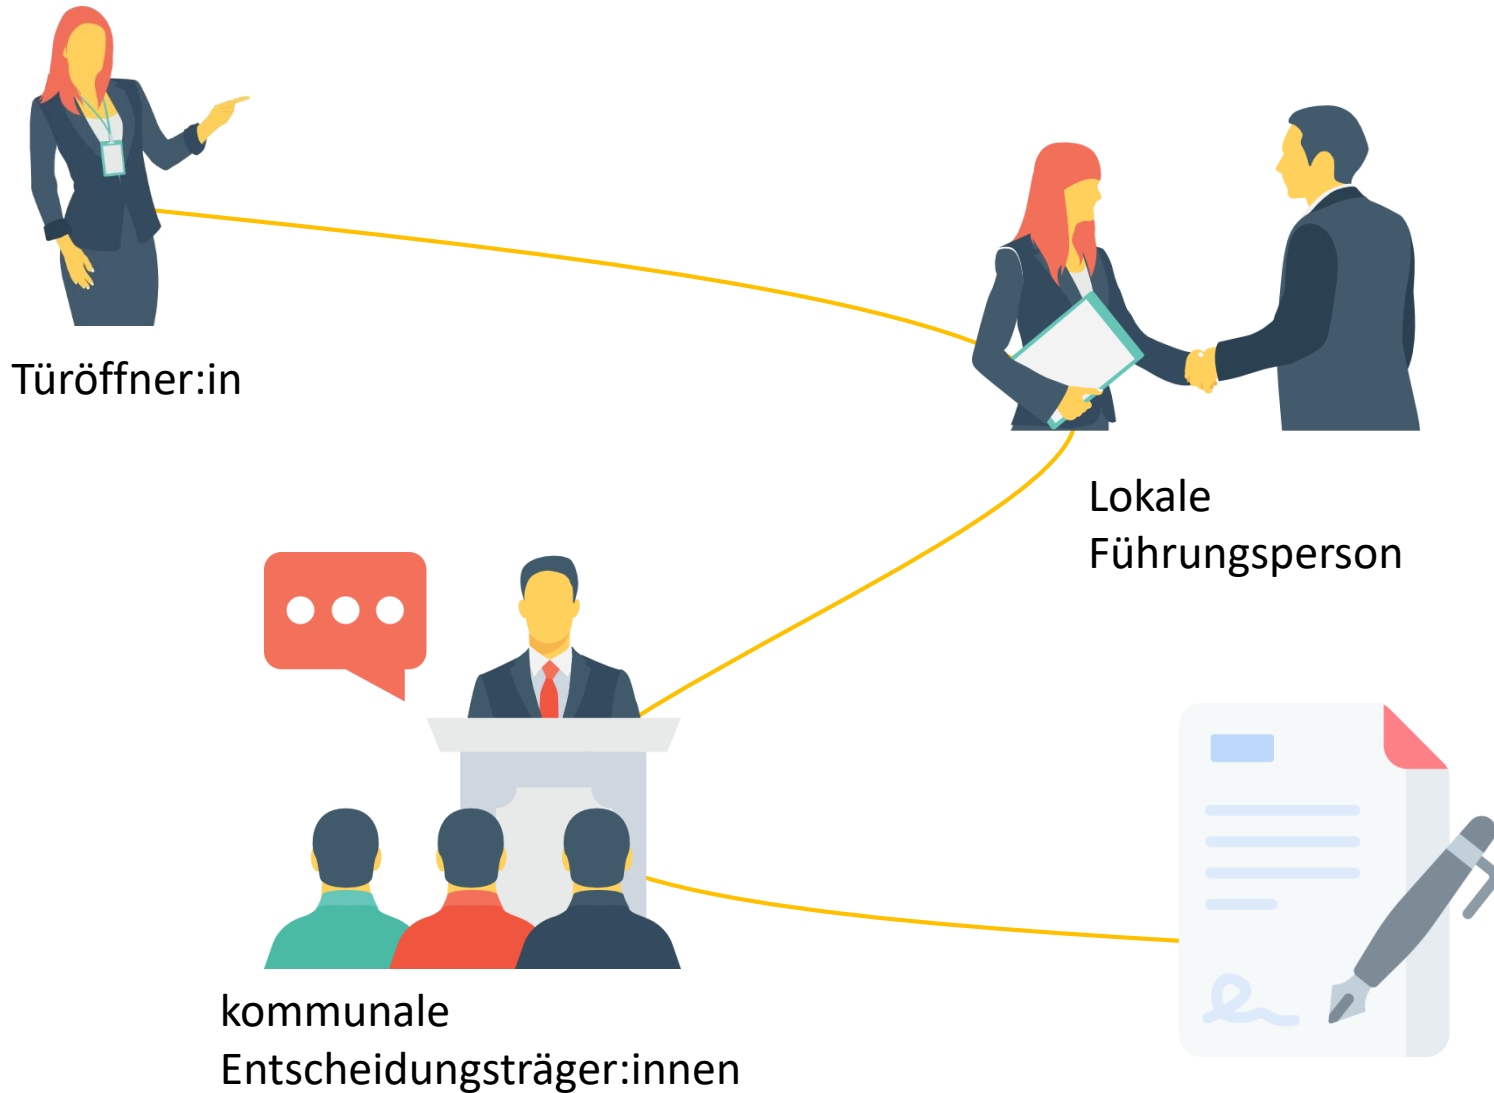 Türöffner:in
Lokale
Führungsperson
kommunale
Entscheidungsträger:innen